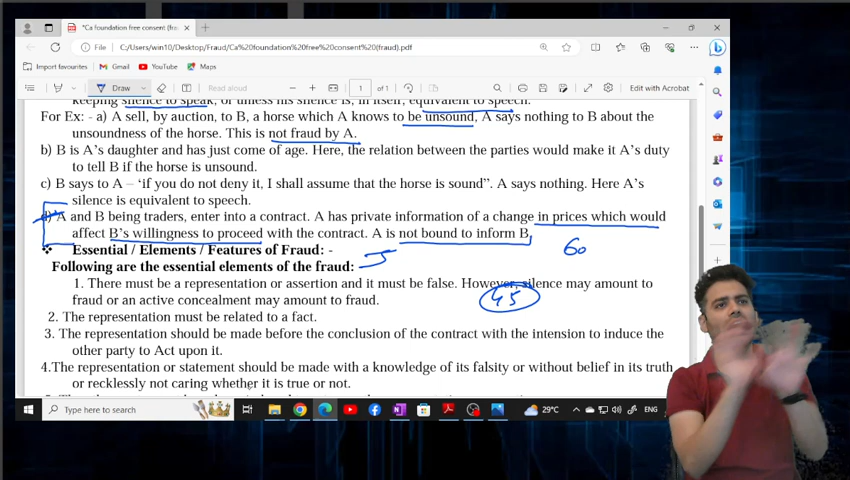 *Ca foundation free consent (frau
File
C:/Users/win10/Desktop/Fraud/Ca foundation free consent (fraud).pdf
Import favourites
Gmail
YouTube
Maps
Draw
Read aloud
1
of 1
Edit with Acrobat
keeping silence to speak, or unless his silence is, in itself, equivalent to speech.
For Ex: - a) A sell, by auction, to B, a horse which A knows to be unsound, A says nothing to B about the
unsoundness of the horse. This is not fraud by A.
b) B is A’s daughter and has just come of age. Here, the relation between the parties would make it A’s duty
to tell B if the horse is unsound.
c) B says to A – ‘if you do not deny it, I shall assume that the horse is sound”. A says nothing. Here A’s
silence is equivalent to speech.
d) A and B being traders, enter into a contract. A has private information of a change in prices which would
affect B’s willingness to proceed with the contract. A is not bound to inform B.
60
❖ Essential / Elements / Features of Fraud: -
Following are the essential elements of the fraud:
5
1. There must be a representation or assertion and it must be false. However, silence may amount to
fraud or an active concealment may amount to fraud.
45
2. The representation must be related to a fact.
3. The representation should be made before the conclusion of the contract with the intension to induce the
other party to Act upon it.
4.The representation or statement should be made with a knowledge of its falsity or without belief in its truth
or recklessly not caring whether it is true or not.
Type here to search
29°C
ENG